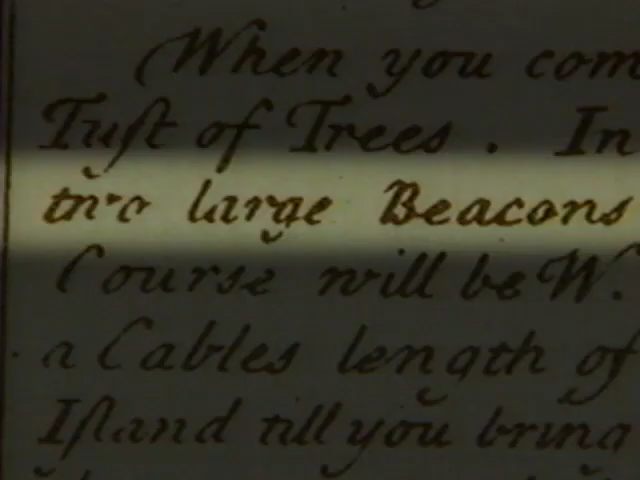 When you com
Tuſt of Trees. In
two large Beacons
Course will be W.
a Cables length of
Iſland till you bring